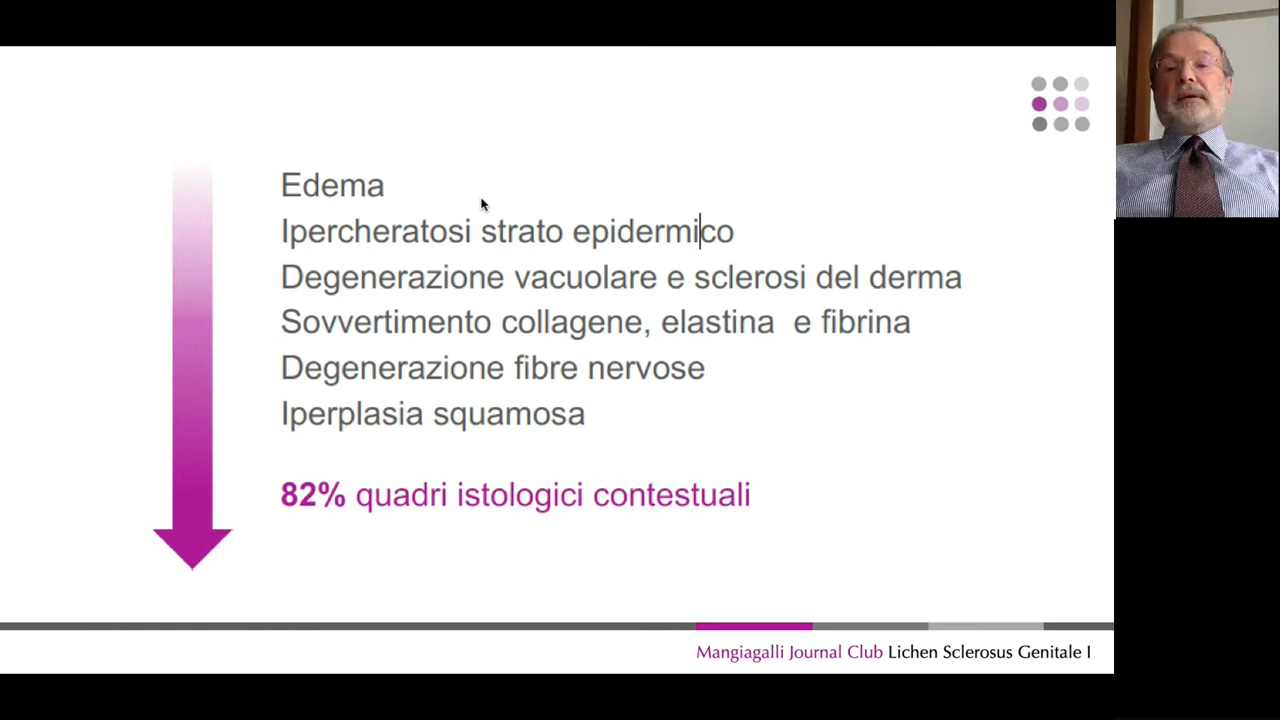 Edema
Ipercheratosi strato epidermico
Degenerazione vacuolare e sclerosi del derma
Sovvertimento collagene, elastina e fibrina
Degenerazione fibre nervose
Iperplasia squamosa
82% quadri istologici contestuali
Mangiagalli Journal Club Lichen Sclerosus Genitale I